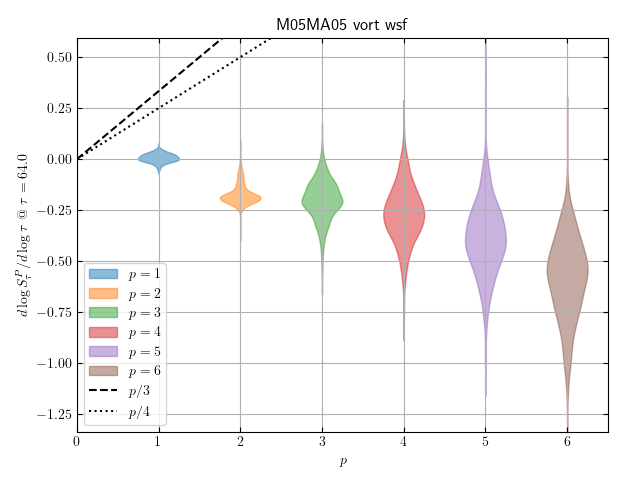 M05MA05 vort wsf
d log S_τ^P / d log τ @ τ = 64.0
0.50
0.25
0.00
−0.25
−0.50
−0.75
−1.00
−1.25
p = 1
p = 2
p = 3
p = 4
p = 5
p = 6
p/3
p/4
0 1 2 3 4 5 6
p